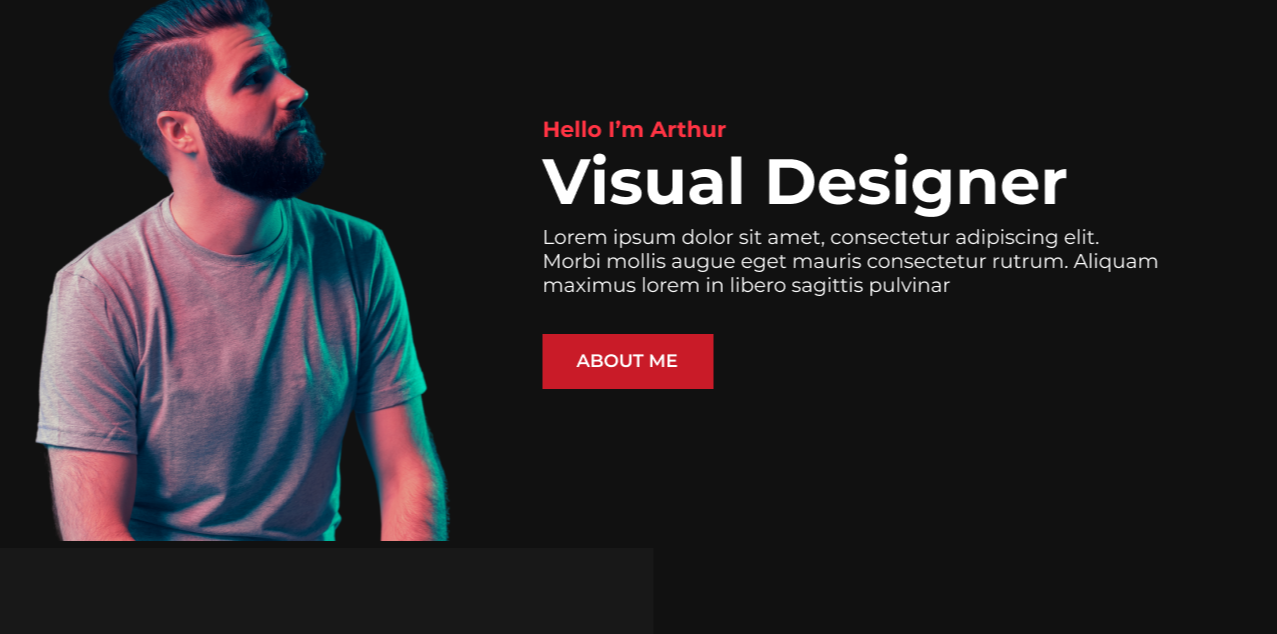 Hello I’m Arthur
Visual Designer
Lorem ipsum dolor sit amet, consectetur adipiscing elit.
Morbi mollis augue eget mauris consectetur rutrum. Aliquam
maximus lorem in libero sagittis pulvinar
ABOUT ME